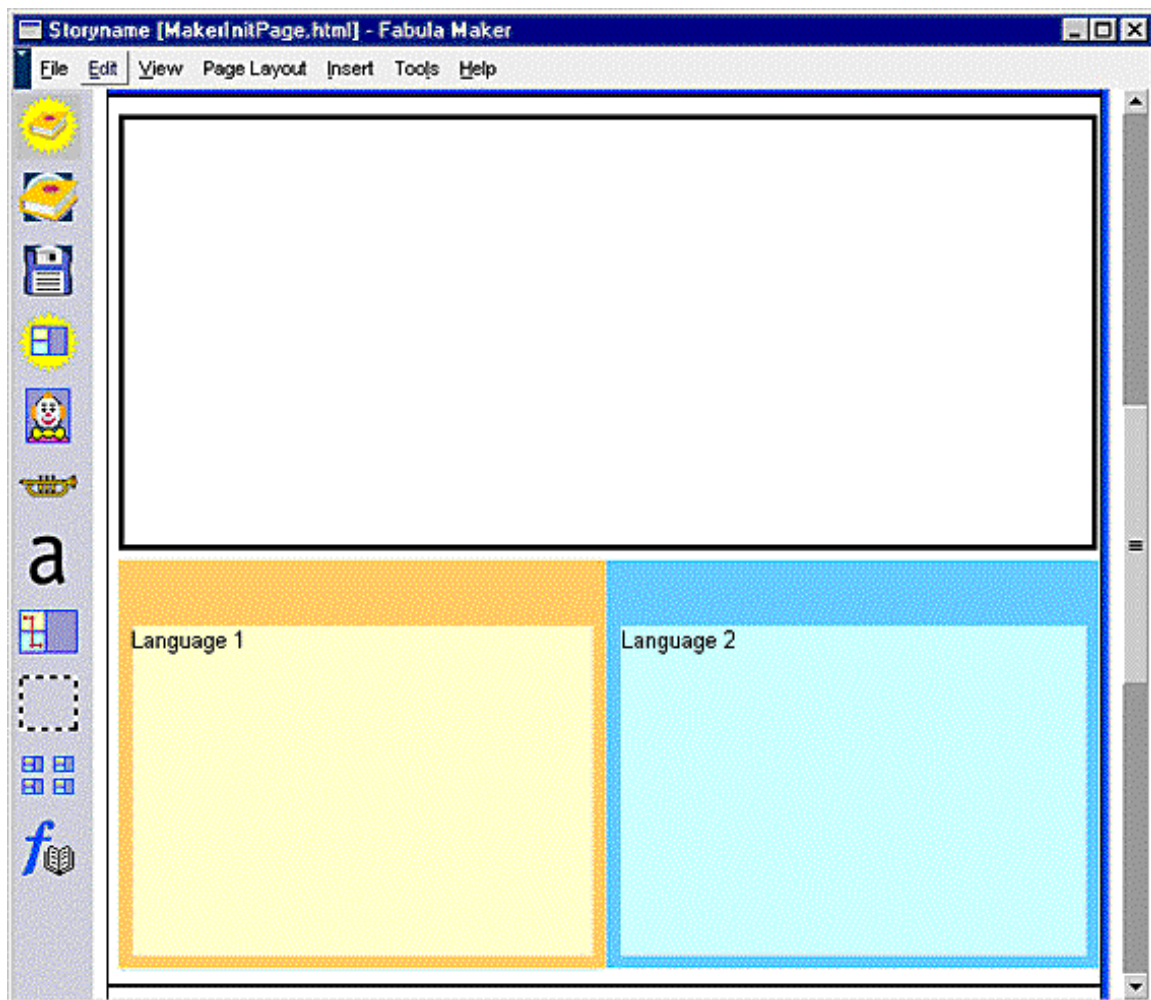 Storyname [MakerInitPage.html] - Fabula Maker
File Edit View Page Layout Insert Tools Help
a
Language 1
Language 2
f